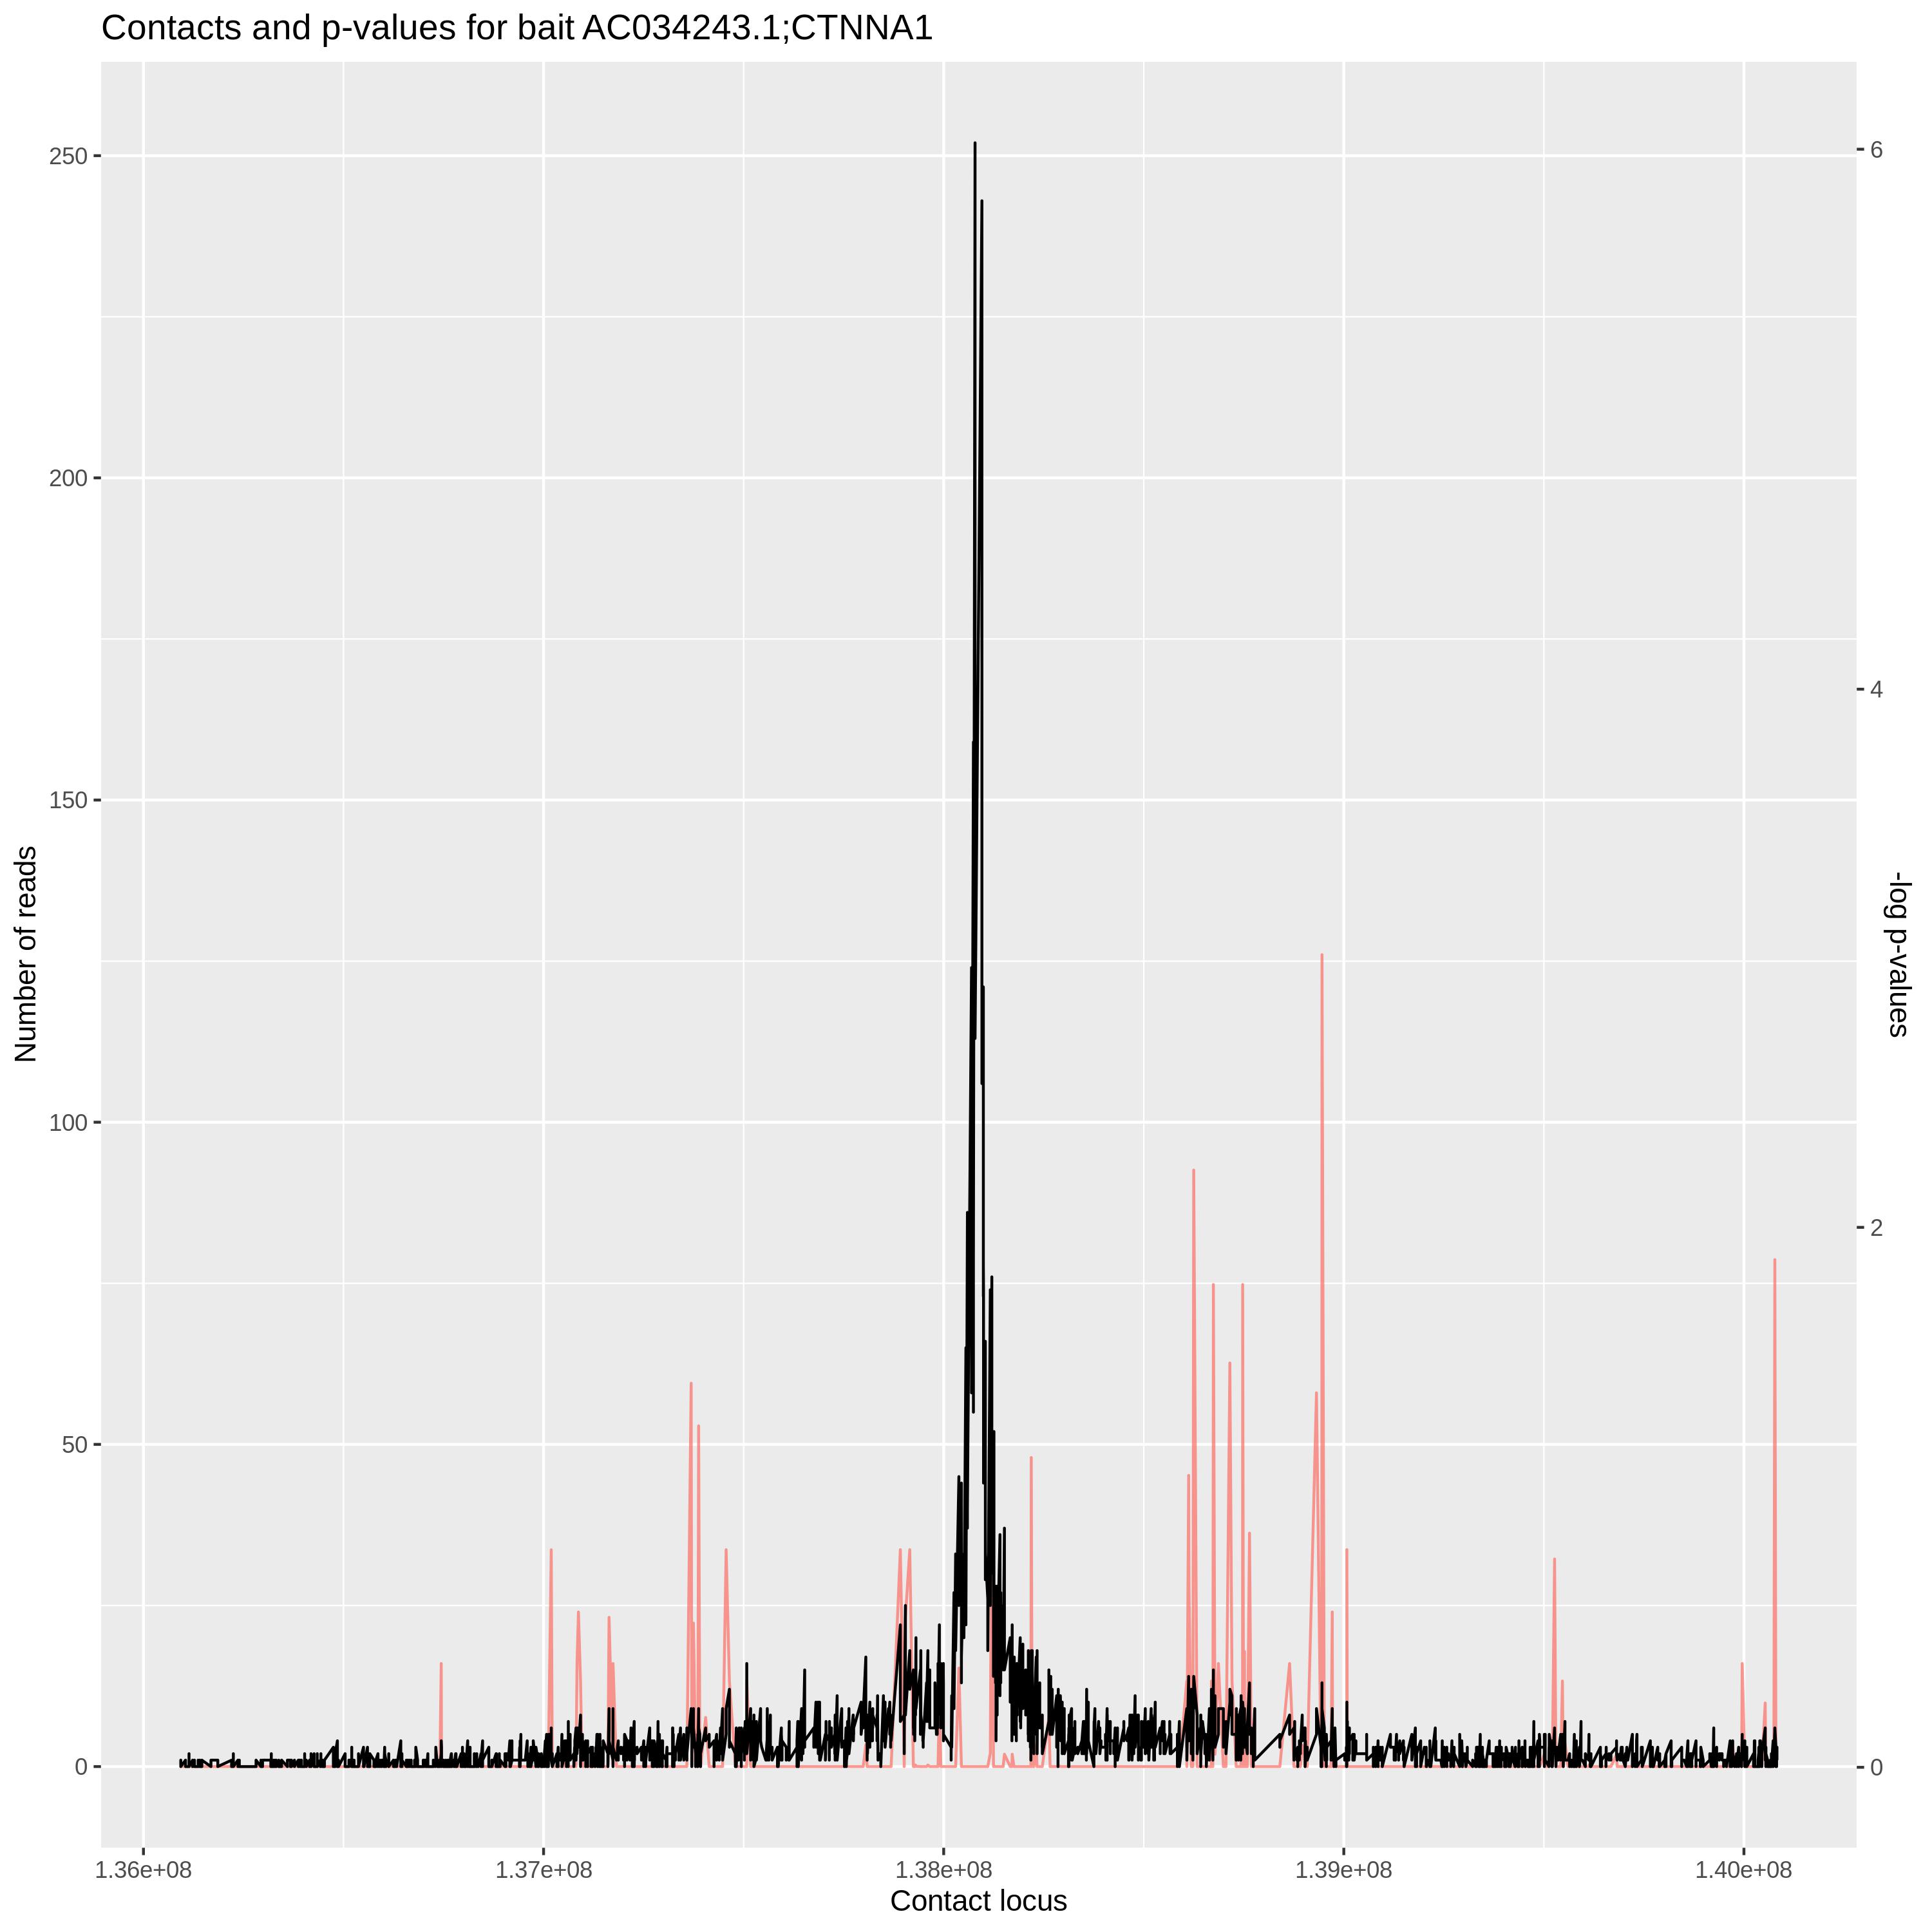 Contacts and p-values for bait AC034243.1;CTNNA1
250
200
150
100
50
0
Number of reads
6
4
2
0
-log p-values
1.36e+08
1.37e+08
1.38e+08
1.39e+08
1.40e+08
Contact locus